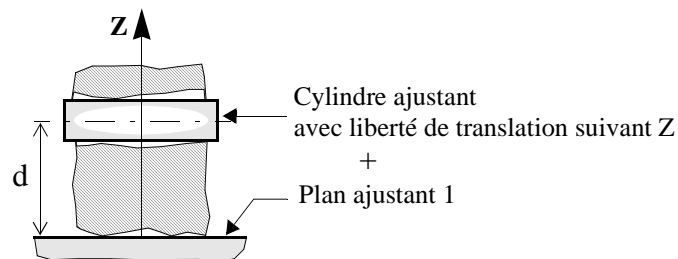 Z
Cylindre ajustant
avec liberté de translation suivant Z
+
d
Plan ajustant 1